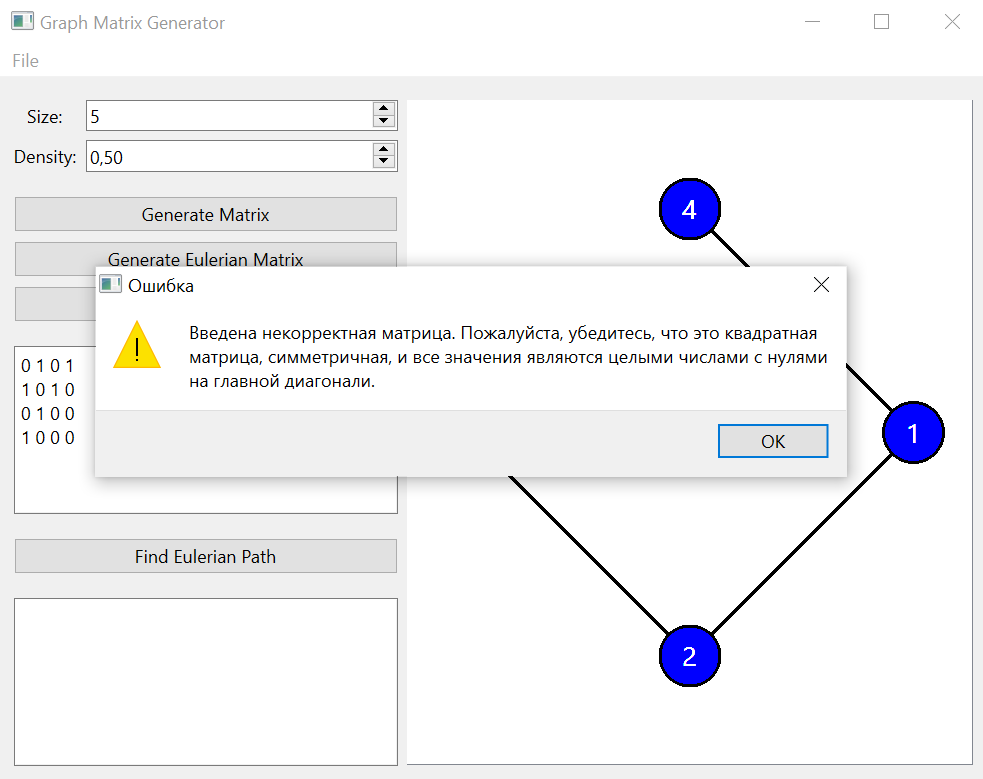 Graph Matrix Generator
File
Size:
5
Density:
0,50
Generate Matrix
Generate Eulerian Matrix
Ошибка
Введена некорректная матрица. Пожалуйста, убедитесь, что это квадратная
матрица, симметричная, и все значения являются целыми числами с нулями
на главной диагонали.
OK
0 1 0 1
1 0 1 0
0 1 0 0
1 0 0 0
Find Eulerian Path
4
1
2